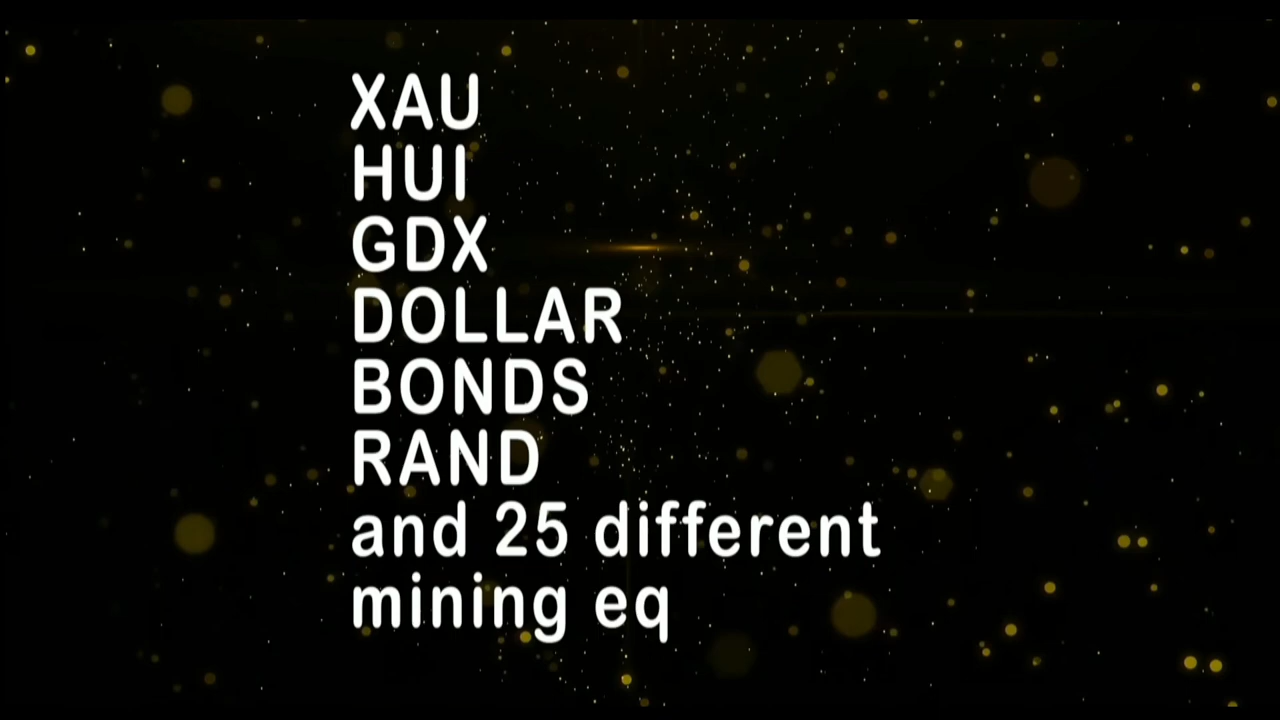 XAU
HUI
GDX
DOLLAR
BONDS
RAND
and 25 different
mining eq